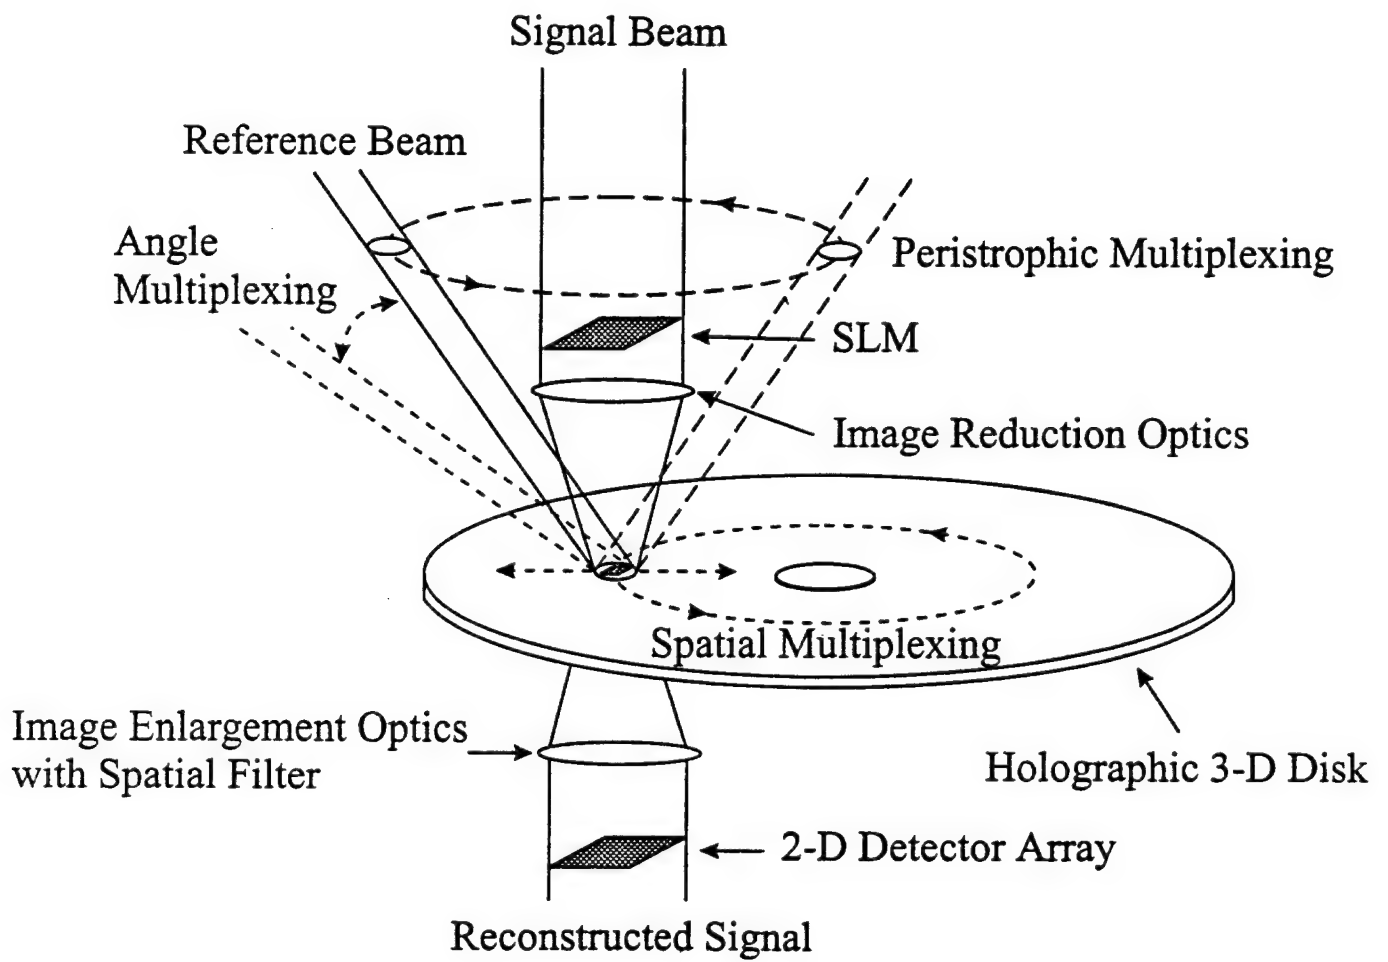 Signal Beam
Reference Beam
Angle
Multiplexing
Peristrophic Multiplexing
SLM
Image Reduction Optics
Spatial Multiplexing
Image Enlargement Optics
with Spatial Filter
Holographic 3-D Disk
2-D Detector Array
Reconstructed Signal